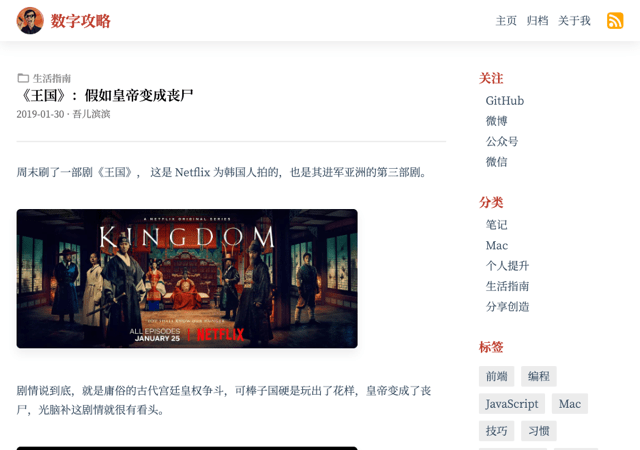 数字攻略
主页 归档 关于我
生活指南
《王国》：假如皇帝变成丧尸
2019-01-30 · 吾儿滨滨
周末刷了一部剧《王国》， 这是 Netflix 为韩国人拍的，也是其进军亚洲的第三部剧。
A NETFLIX ORIGINAL SERIES
KINGDOM
ALL EPISODES
JANUARY 25
NETFLIX
剧情说到底，就是庸俗的古代宫廷皇权争斗，可棒子国硬是玩出了花样，皇帝变成了丧
尸，光脑补这剧情就很有看头。
关注
GitHub
微博
公众号
微信
分类
笔记
Mac
个人提升
生活指南
分享创造
标签
前端 编程
JavaScript Mac
技巧 习惯